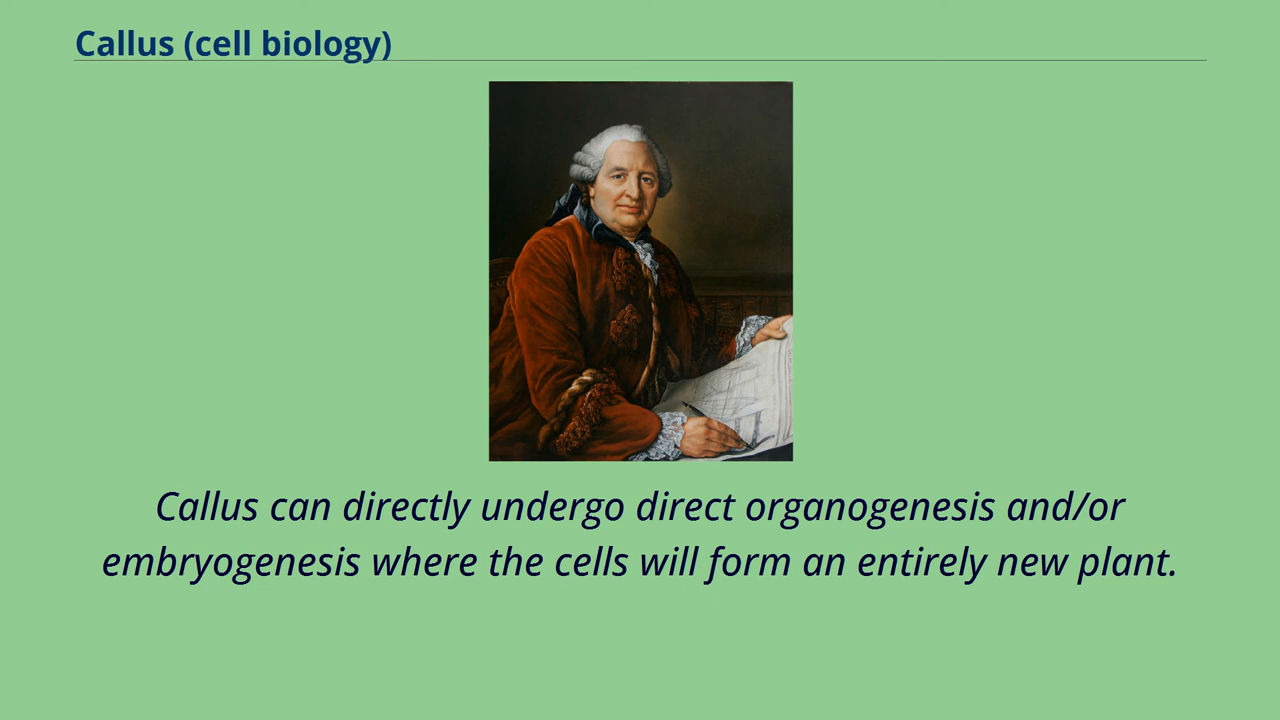 Callus (cell biology)
Callus can directly undergo direct organogenesis and/or
embryogenesis where the cells will form an entirely new plant.